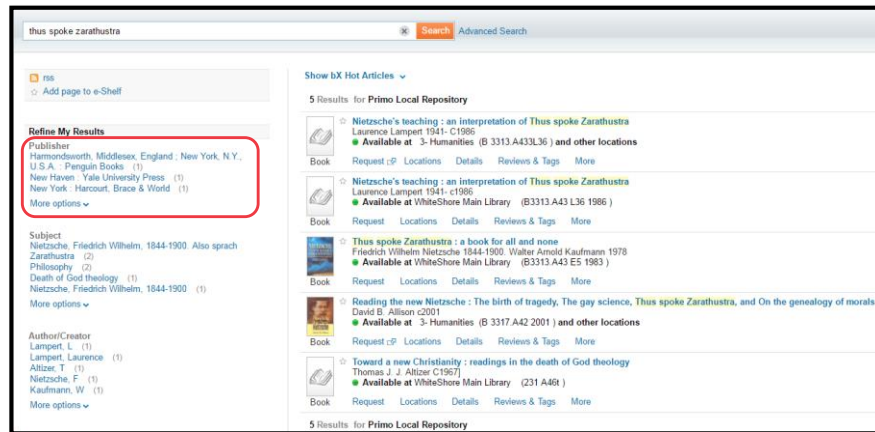 thus spoke zarathustra
Search Advanced Search
rss
Add page to e-Shelf
Refine My Results
Publisher
Harmondsworth, Middlesex, England ; New York, N.Y.,
U.S.A. : Penguin Books (1)
New Haven : Yale University Press (1)
New York : Harcourt, Brace & World (1)
More options
Subject
Nietzsche, Friedrich Wilhelm, 1844-1900. Also sprach
Zarathustra (2)
Philosophy (2)
Death of God theology (1)
Nietzsche, Friedrich Wilhelm, 1844-1900 (1)
More options
Author/Creator
Lampert, L (1)
Lampert, Laurence (1)
Altizer, T (1)
Nietzsche, F (1)
Kaufmann, W (1)
More options
Show bX Hot Articles
5 Results for Primo Local Repository
Nietzsche's teaching : an interpretation of Thus spoke Zarathustra
Laurence Lampert 1941- C1986
Available at 3- Humanities (B 3313.A433L36 ) and other locations
Book Request Locations Details Reviews & Tags More
Nietzsche's teaching : an interpretation of Thus spoke Zarathustra
Laurence Lampert 1941- c1986
Available at WhiteShore Main Library (B3313.A43 L36 1986 )
Book Request Locations Details Reviews & Tags More
Thus spoke Zarathustra : a book for all and none
Friedrich Wilhelm Nietzsche 1844-1900. Walter Arnold Kaufmann 1978
Available at WhiteShore Main Library (B3313.A43 E5 1983 )
Book Request Locations Details Reviews & Tags More
Reading the new Nietzsche : The birth of tragedy, The gay science, Thus spoke Zarathustra, and On the genealogy of morals
David B. Allison c2001
Available at 3- Humanities (B 3317.A42 2001 ) and other locations
Book Request Locations Details Reviews & Tags More
Toward a new Christianity : readings in the death of God theology
Thomas J. J. Altizer C1967]
Available at WhiteShore Main Library (231 A46t )
Book Request Locations Details Reviews & Tags More
5 Results for Primo Local Repository